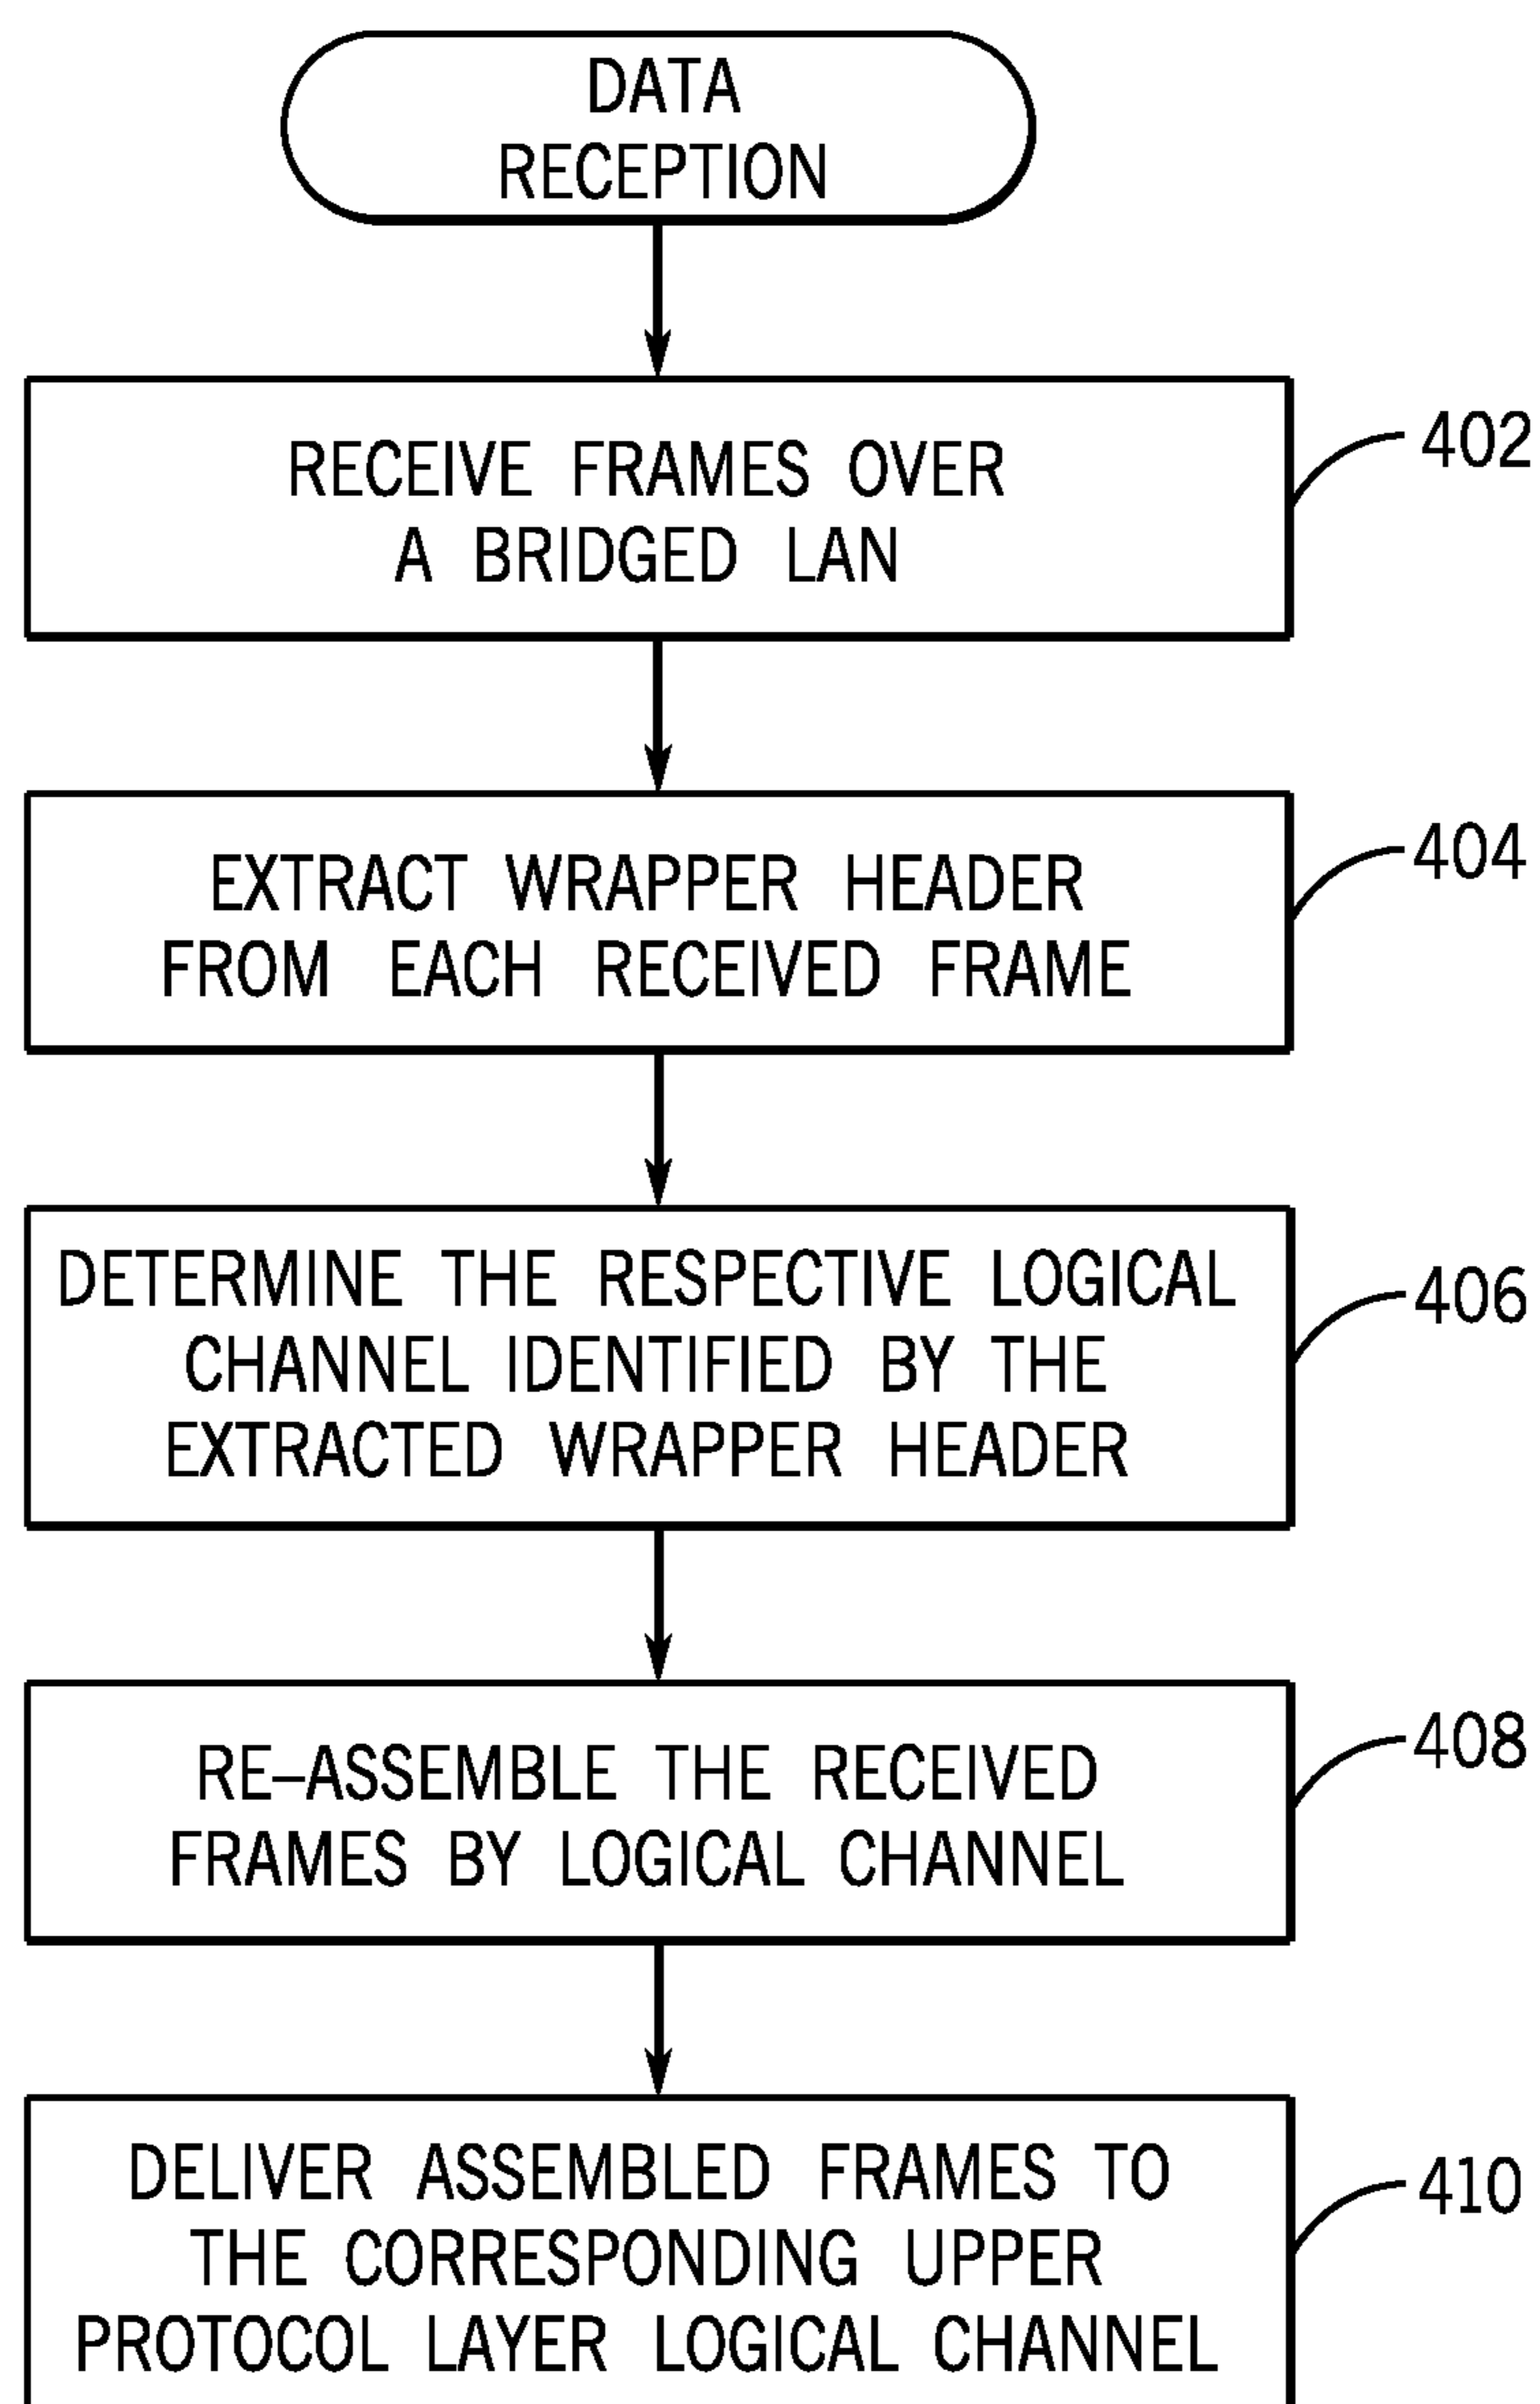 DATA
RECEPTION
RECEIVE FRAMES OVER
A BRIDGED LAN
402
EXTRACT WRAPPER HEADER
FROM EACH RECEIVED FRAME
404
DETERMINE THE RESPECTIVE LOGICAL
CHANNEL IDENTIFIED BY THE
EXTRACTED WRAPPER HEADER
406
RE–ASSEMBLE THE RECEIVED
FRAMES BY LOGICAL CHANNEL
408
DELIVER ASSEMBLED FRAMES TO
THE CORRESPONDING UPPER
PROTOCOL LAYER LOGICAL CHANNEL
410